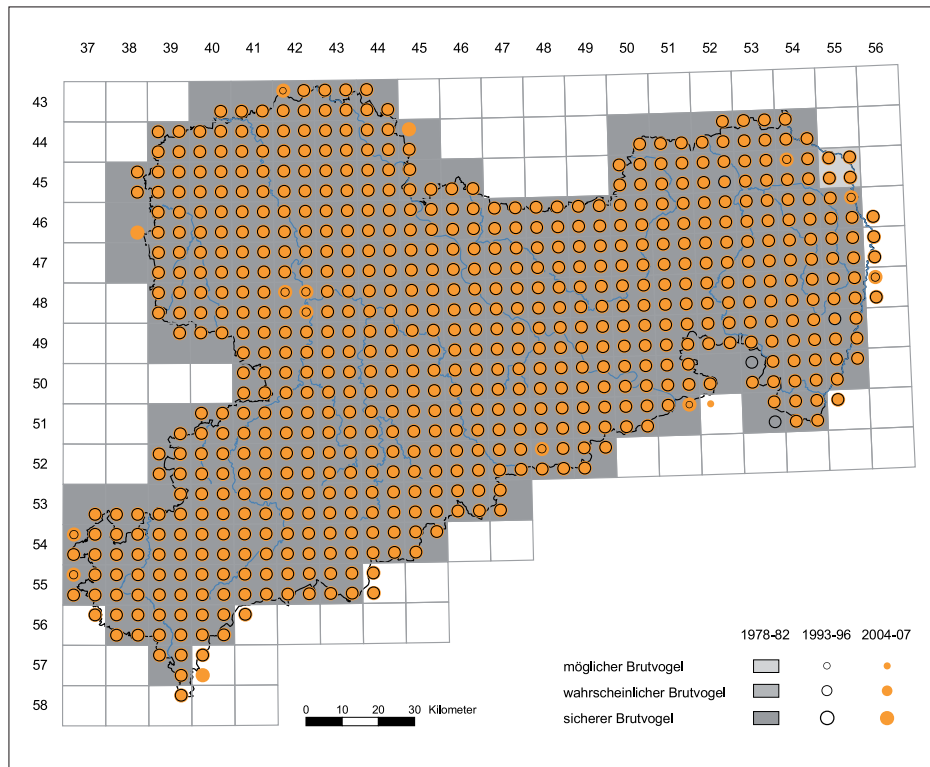 37 38 39 40 41 42 43 44 45 46 47 48 49 50 51 52 53 54 55 56
43
44
45
46
47
48
49
50
51
52
53
54
55
56
57
58
1978-82 1993-96 2004-07
möglicher Brutvogel
wahrscheinlicher Brutvogel
sicherer Brutvogel
0 10 20 30 Kilometer